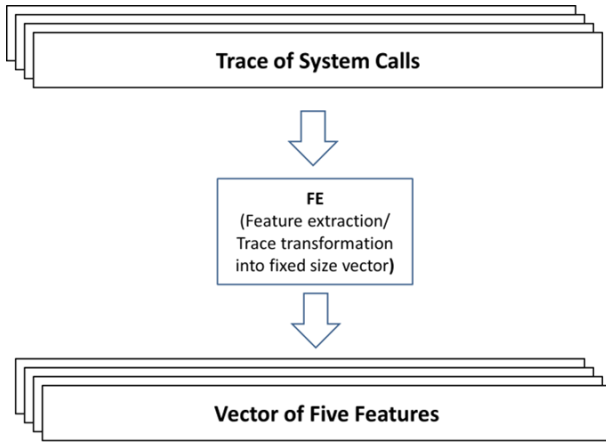 Trace of System Calls
FE
(Feature extraction/
Trace transformation
into fixed size vector)
Vector of Five Features